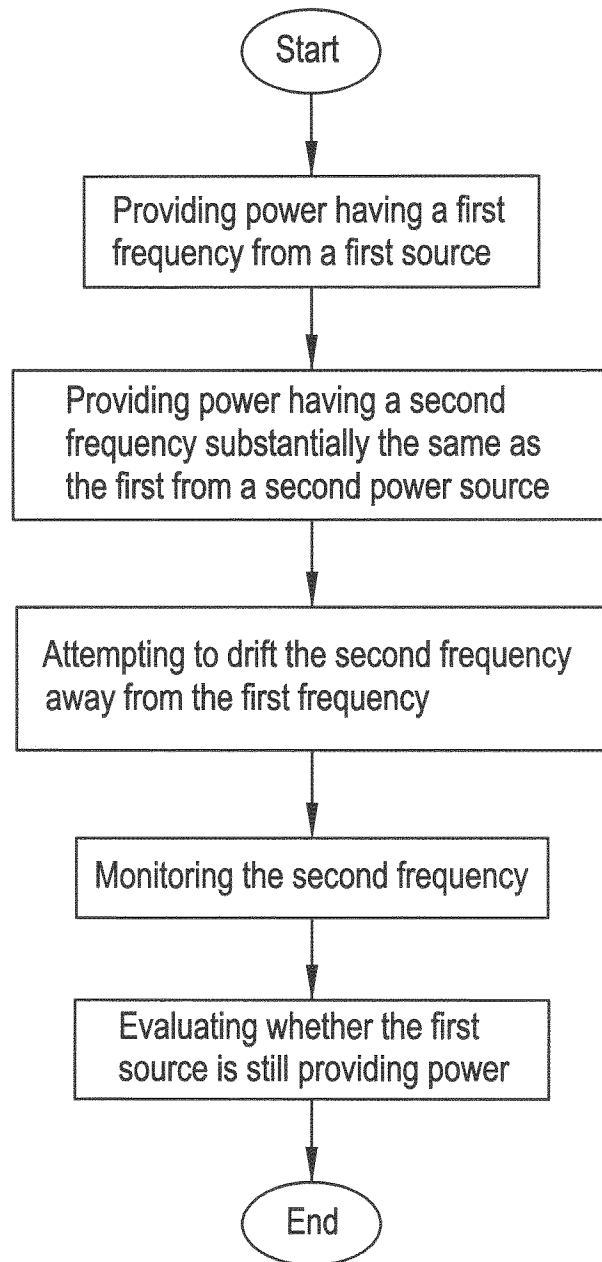 Start
Providing power having a first
frequency from a first source
Providing power having a second
frequency substantially the same as
the first from a second power source
Attempting to drift the second frequency
away from the first frequency
Monitoring the second frequency
Evaluating whether the first
source is still providing power
End